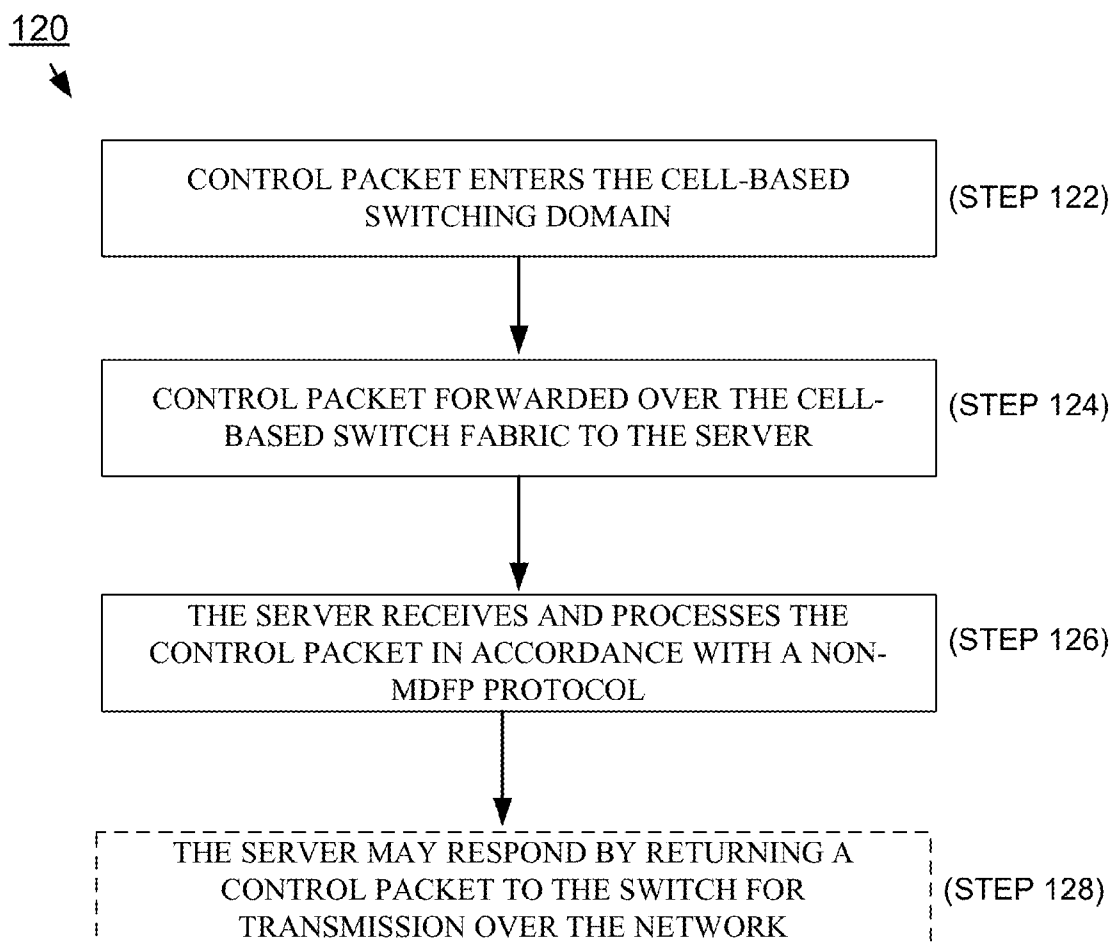 120
CONTROL PACKET ENTERS THE CELL-BASED
SWITCHING DOMAIN
(STEP 122)
CONTROL PACKET FORWARDED OVER THE CELL-
BASED SWITCH FABRIC TO THE SERVER
(STEP 124)
THE SERVER RECEIVES AND PROCESSES THE
CONTROL PACKET IN ACCORDANCE WITH A NON-
MDFP PROTOCOL
(STEP 126)
THE SERVER MAY RESPOND BY RETURNING A
CONTROL PACKET TO THE SWITCH FOR
TRANSMISSION OVER THE NETWORK
(STEP 128)